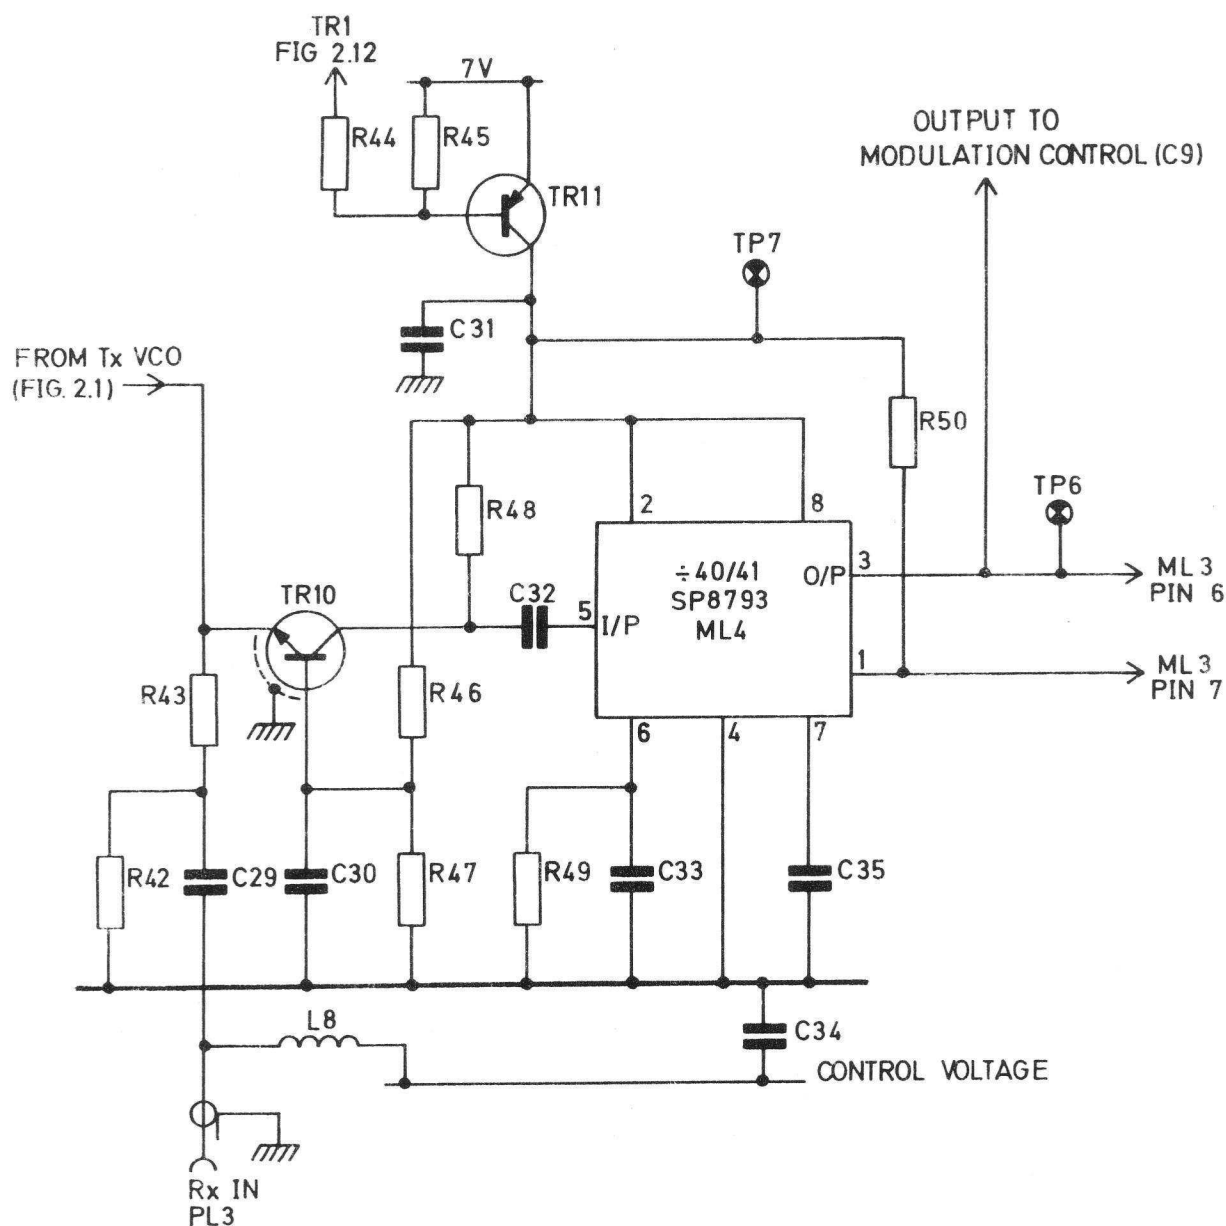 TR1
FIG 2.12
7V
R44
R45
TR11
OUTPUT TO
MODULATION CONTROL (C9)
TP7
C31
FROM Tx VCO
(FIG. 2.1)
R50
R48
2
8
TP6
÷40/41
SP8793
ML4
O/P
3
ML3
PIN 6
TR10
C32
5
I/P
1
ML3
PIN 7
R43
R46
6
4
7
R42
C29
C30
R47
R49
C33
C35
L8
C34
CONTROL VOLTAGE
Rx IN
PL3